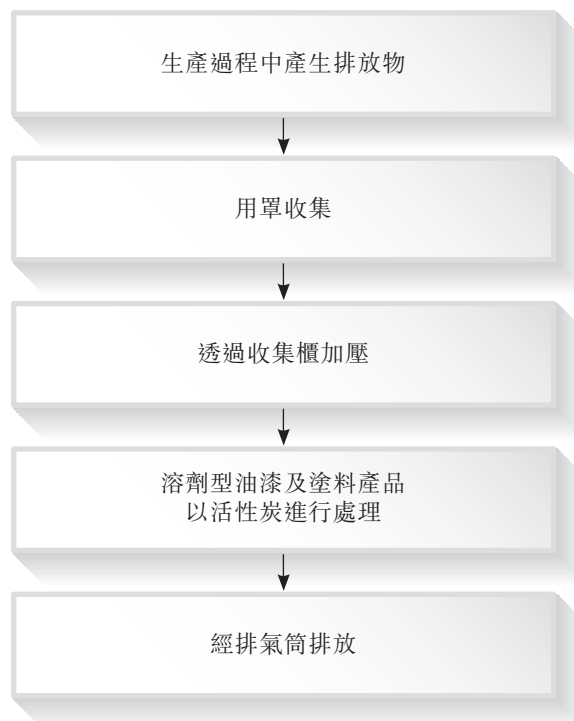 生產過程中產生排放物
用罩收集
透過收集櫃加壓
溶劑型油漆及塗料產品
以活性炭進行處理
經排氣筒排放